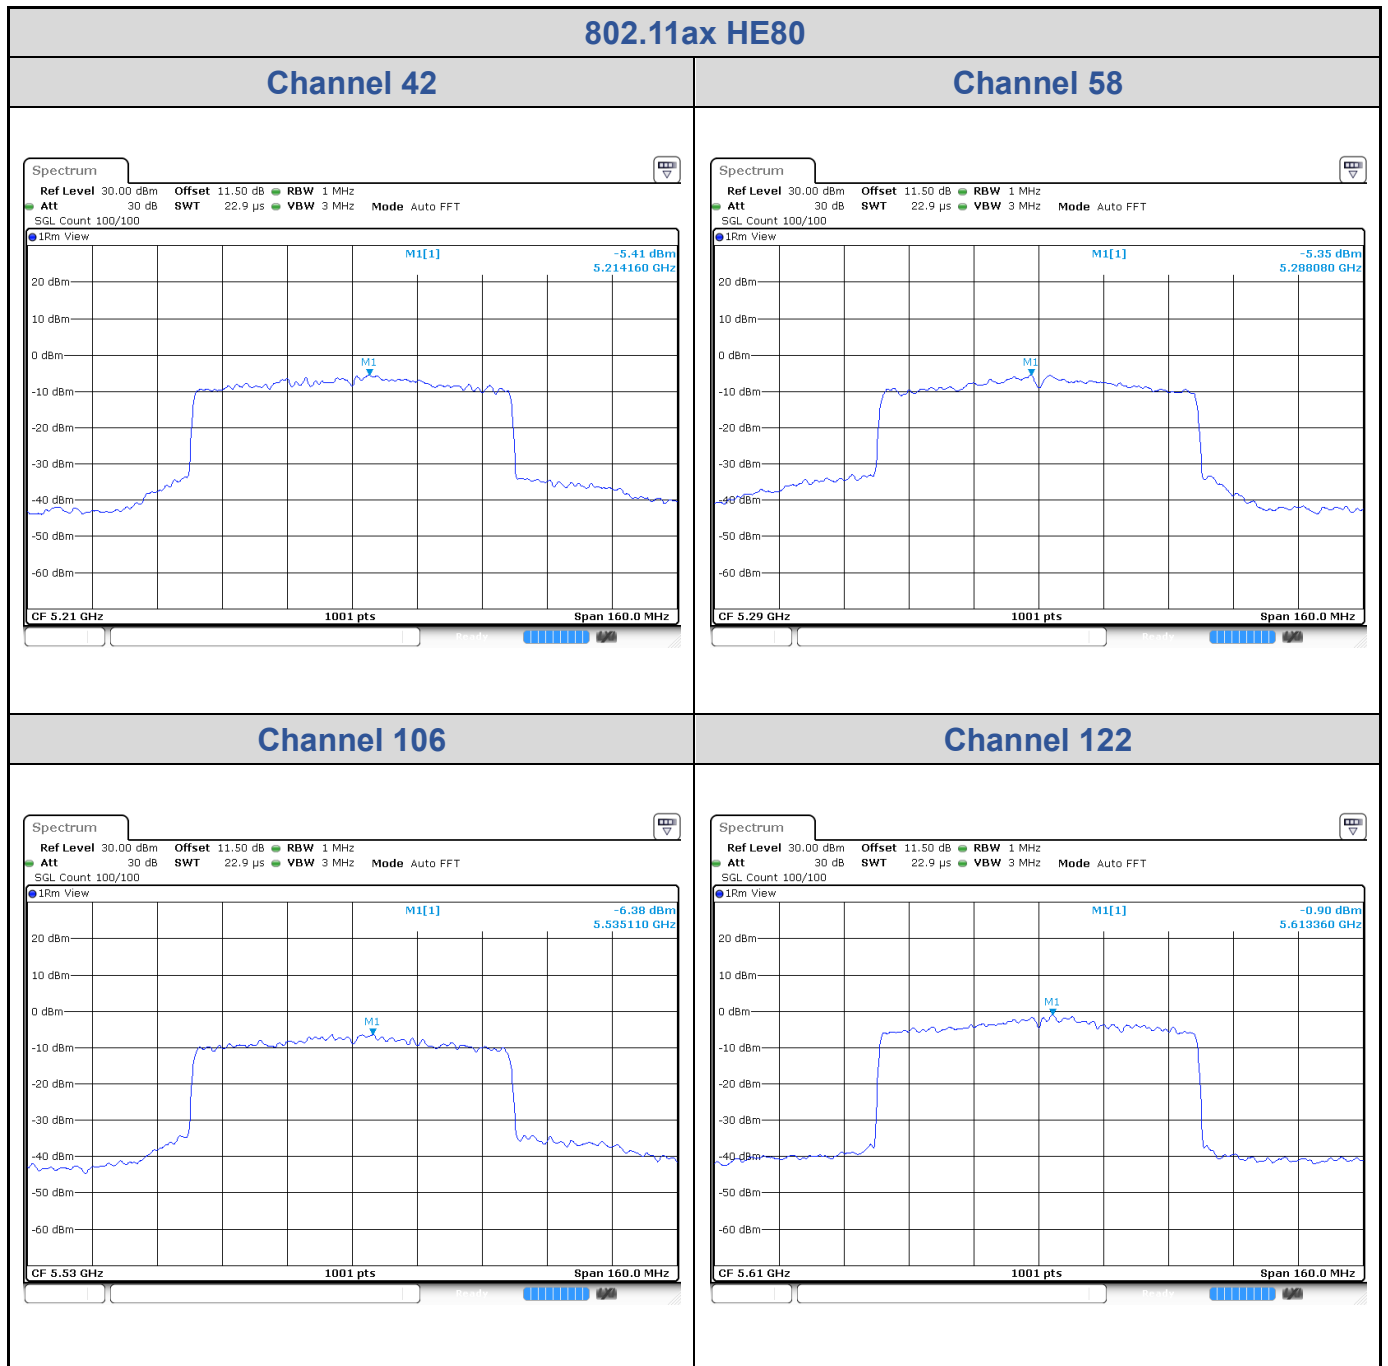 802.11ax HE80
Channel 42
Channel 58
Spectrum
Ref Level 30.00 dBm Offset 11.50 dB RBW 1 MHz
Att 30 dB SWT 22.9 µs VBW 3 MHz Mode Auto FFT
SGL Count 100/100
1Rm View
M1[1] -5.41 dBm
5.214160 GHz
20 dBm
10 dBm
0 dBm
M1
-10 dBm
-20 dBm
-30 dBm
-40 dBm
-50 dBm
-60 dBm
CF 5.21 GHz 1001 pts Span 160.0 MHz
Ready
Spectrum
Ref Level 30.00 dBm Offset 11.50 dB RBW 1 MHz
Att 30 dB SWT 22.9 µs VBW 3 MHz Mode Auto FFT
SGL Count 100/100
1Rm View
M1[1] -5.35 dBm
5.288080 GHz
20 dBm
10 dBm
0 dBm
M1
-10 dBm
-20 dBm
-30 dBm
-40 dBm
-50 dBm
-60 dBm
CF 5.29 GHz 1001 pts Span 160.0 MHz
Ready
Channel 106
Channel 122
Spectrum
Ref Level 30.00 dBm Offset 11.50 dB RBW 1 MHz
Att 30 dB SWT 22.9 µs VBW 3 MHz Mode Auto FFT
SGL Count 100/100
1Rm View
M1[1] -6.38 dBm
5.535110 GHz
20 dBm
10 dBm
0 dBm
M1
-10 dBm
-20 dBm
-30 dBm
-40 dBm
-50 dBm
-60 dBm
CF 5.53 GHz 1001 pts Span 160.0 MHz
Ready
Spectrum
Ref Level 30.00 dBm Offset 11.50 dB RBW 1 MHz
Att 30 dB SWT 22.9 µs VBW 3 MHz Mode Auto FFT
SGL Count 100/100
1Rm View
M1[1] -0.90 dBm
5.613360 GHz
20 dBm
10 dBm
0 dBm
M1
-10 dBm
-20 dBm
-30 dBm
-40 dBm
-50 dBm
-60 dBm
CF 5.61 GHz 1001 pts Span 160.0 MHz
Ready